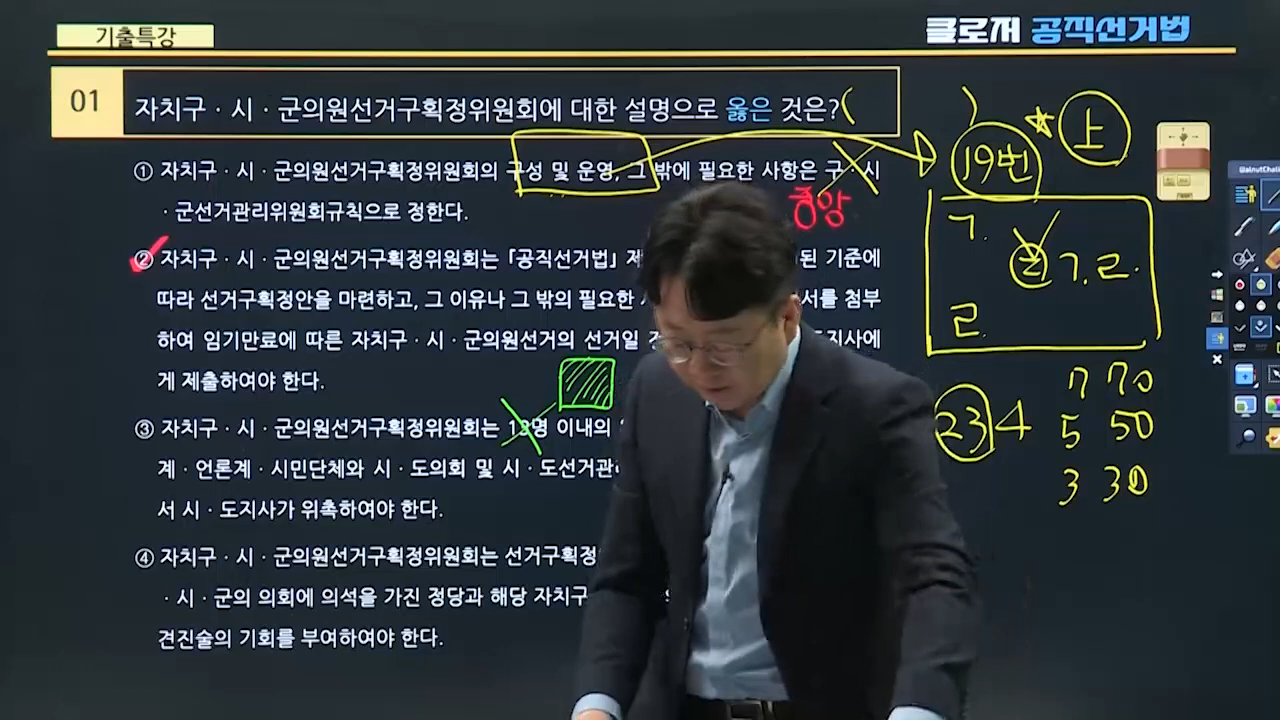 기출특강
클로저 공직선거법
01
자치구 · 시 · 군의원선거구획정위원회에 대한 설명으로 옳은 것은? ( )
① 자치구 · 시 · 군의원선거구획정위원회의 구성 및 운영, 그 밖에 필요한 사항은 구 · 시
· 군선거관리위원회규칙으로 정한다.
중앙
② 자치구 · 시 · 군의원선거구획정위원회는 「공직선거법」 제 된 기준에
따라 선거구획정안을 마련하고, 그 이유나 그 밖의 필요한 서를 첨부
하여 임기만료에 따른 자치구 · 시 · 군의원선거의 선거일 도지사에
게 제출하여야 한다.
③ 자치구 · 시 · 군의원선거구획정위원회는 13명 이내의
계 · 언론계 · 시민단체와 시 · 도의회 및 시 · 도선거관리
서 시 · 도지사가 위촉하여야 한다.
④ 자치구 · 시 · 군의원선거구획정위원회는 선거구획정
· 시 · 군의 의회에 의석을 가진 정당과 해당 자치구
견진술의 기회를 부여하여야 한다.
19번
上
ㄱ.
ㄱ.ㄹ.
ㄹ.
23 4
7 70
5 50
3 30